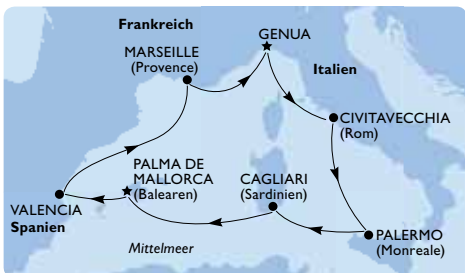 Frankreich
MARSEILLE
(Provence)
GENUA
Italien
CIVITAVECCHIA
(Rom)
PALMA DE
MALLORCA
(Balearen)
CAGLIARI
(Sardinien)
VALENCIA
Spanien
PALERMO
(Monreale)
Mittelmeer